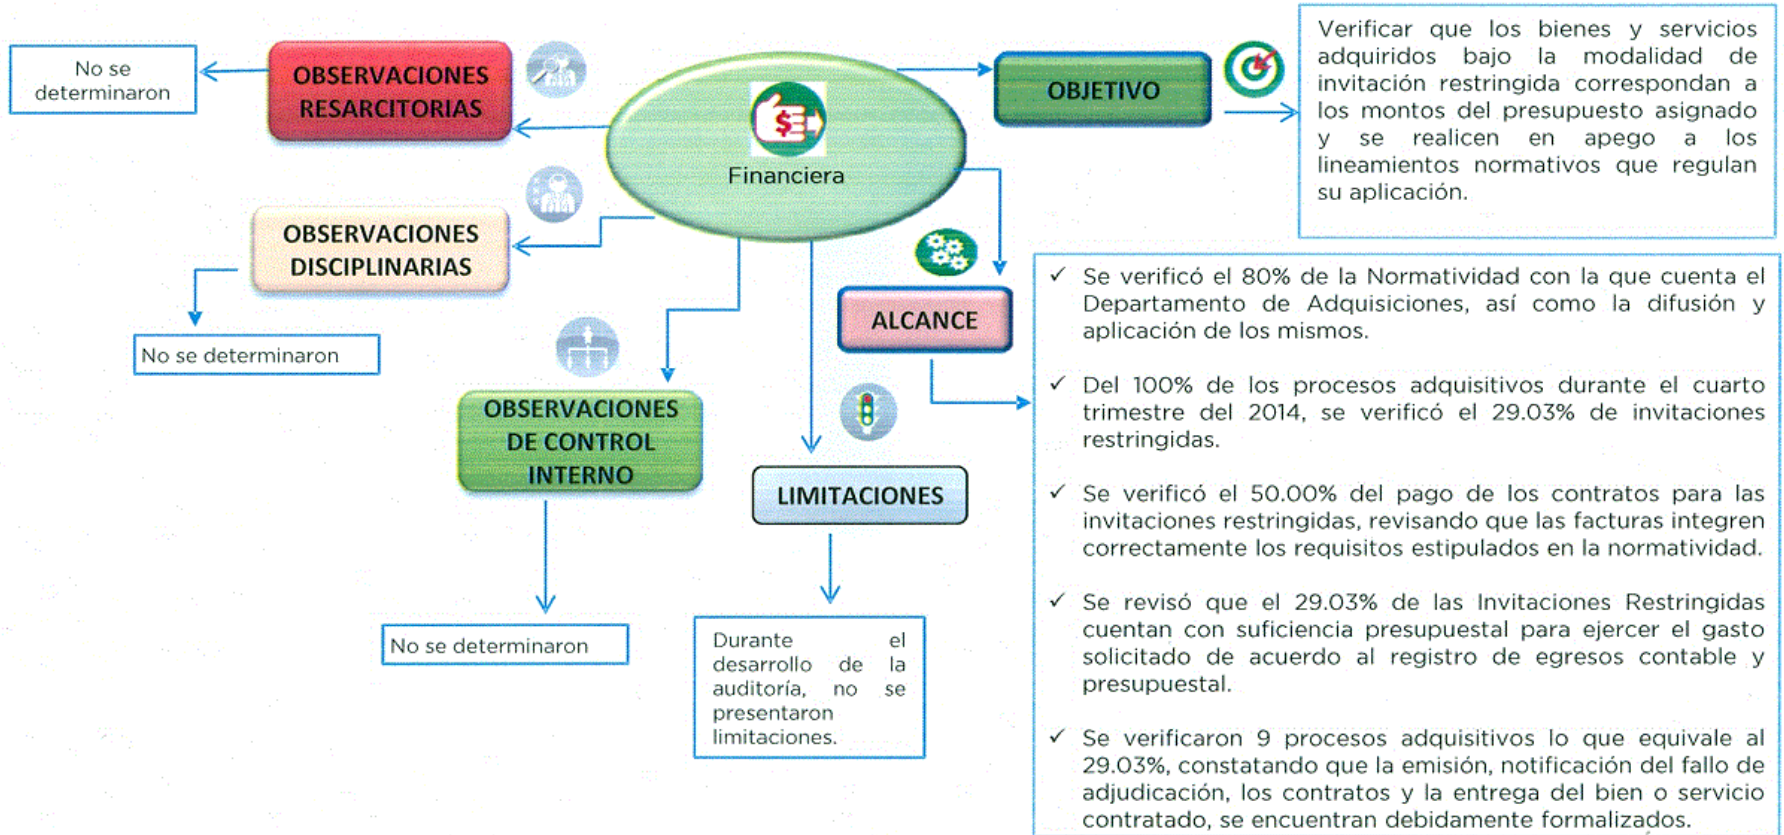 No se
determinaron
OBSERVACIONES
RESARCITORIAS
$
Financiera
OBJETIVO
Verificar que los bienes y servicios
adquiridos bajo la modalidad de
invitación restringida correspondan a
los montos del presupuesto asignado
y se realicen en apego a los
lineamientos normativos que regulan
su aplicación.
OBSERVACIONES
DISCIPLINARIAS
No se determinaron
OBSERVACIONES
DE CONTROL
INTERNO
No se determinaron
LIMITACIONES
Durante el
desarrollo de la
auditoría, no se
presentaron
limitaciones.
ALCANCE
✓ Se verificó el 80% de la Normatividad con la que cuenta el
Departamento de Adquisiciones, así como la difusión y
aplicación de los mismos.
✓ Del 100% de los procesos adquisitivos durante el cuarto
trimestre del 2014, se verificó el 29.03% de invitaciones
restringidas.
✓ Se verificó el 50.00% del pago de los contratos para las
invitaciones restringidas, revisando que las facturas integren
correctamente los requisitos estipulados en la normatividad.
✓ Se revisó que el 29.03% de las Invitaciones Restringidas
cuentan con suficiencia presupuestal para ejercer el gasto
solicitado de acuerdo al registro de egresos contable y
presupuestal.
✓ Se verificaron 9 procesos adquisitivos lo que equivale al
29.03%, constatando que la emisión, notificación del fallo de
adjudicación, los contratos y la entrega del bien o servicio
contratado, se encuentran debidamente formalizados.